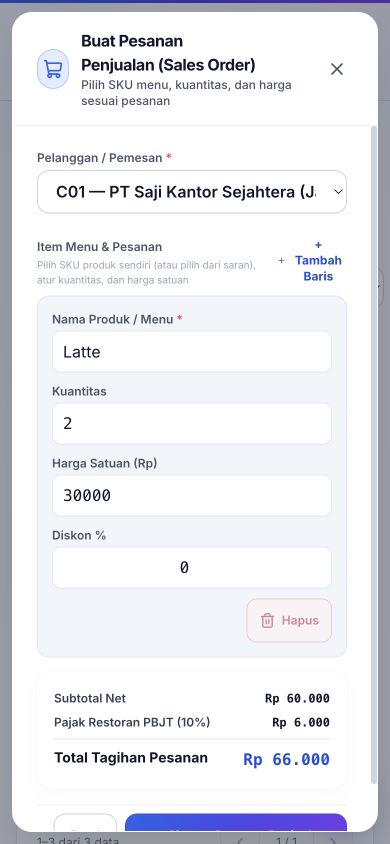 Buat Pesanan
Penjualan (Sales Order)
Pilih SKU menu, kuantitas, dan harga
sesuai pesanan
Pelanggan / Pemesan *
C01 — PT Saji Kantor Sejahtera (Ja
Item Menu & Pesanan
Pilih SKU produk sendiri (atau pilih dari saran),
atur kuantitas, dan harga satuan
+
+ Tambah
Baris
Nama Produk / Menu *
Latte
Kuantitas
2
Harga Satuan (Rp)
30000
Diskon %
0
Hapus
Subtotal Net Rp 60.000
Pajak Restoran PBJT (10%) Rp 6.000
Total Tagihan Pesanan Rp 66.000
1–3 dari 3 data 1 / 1